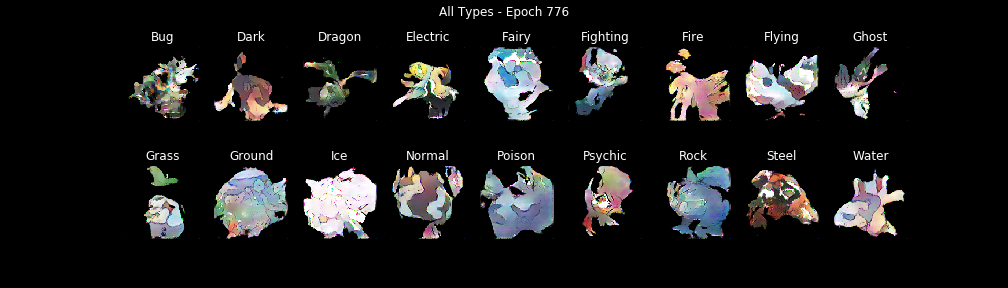 All Types - Epoch 776
Bug Dark Dragon Electric Fairy Fighting Fire Flying Ghost
Grass Ground Ice Normal Poison Psychic Rock Steel Water